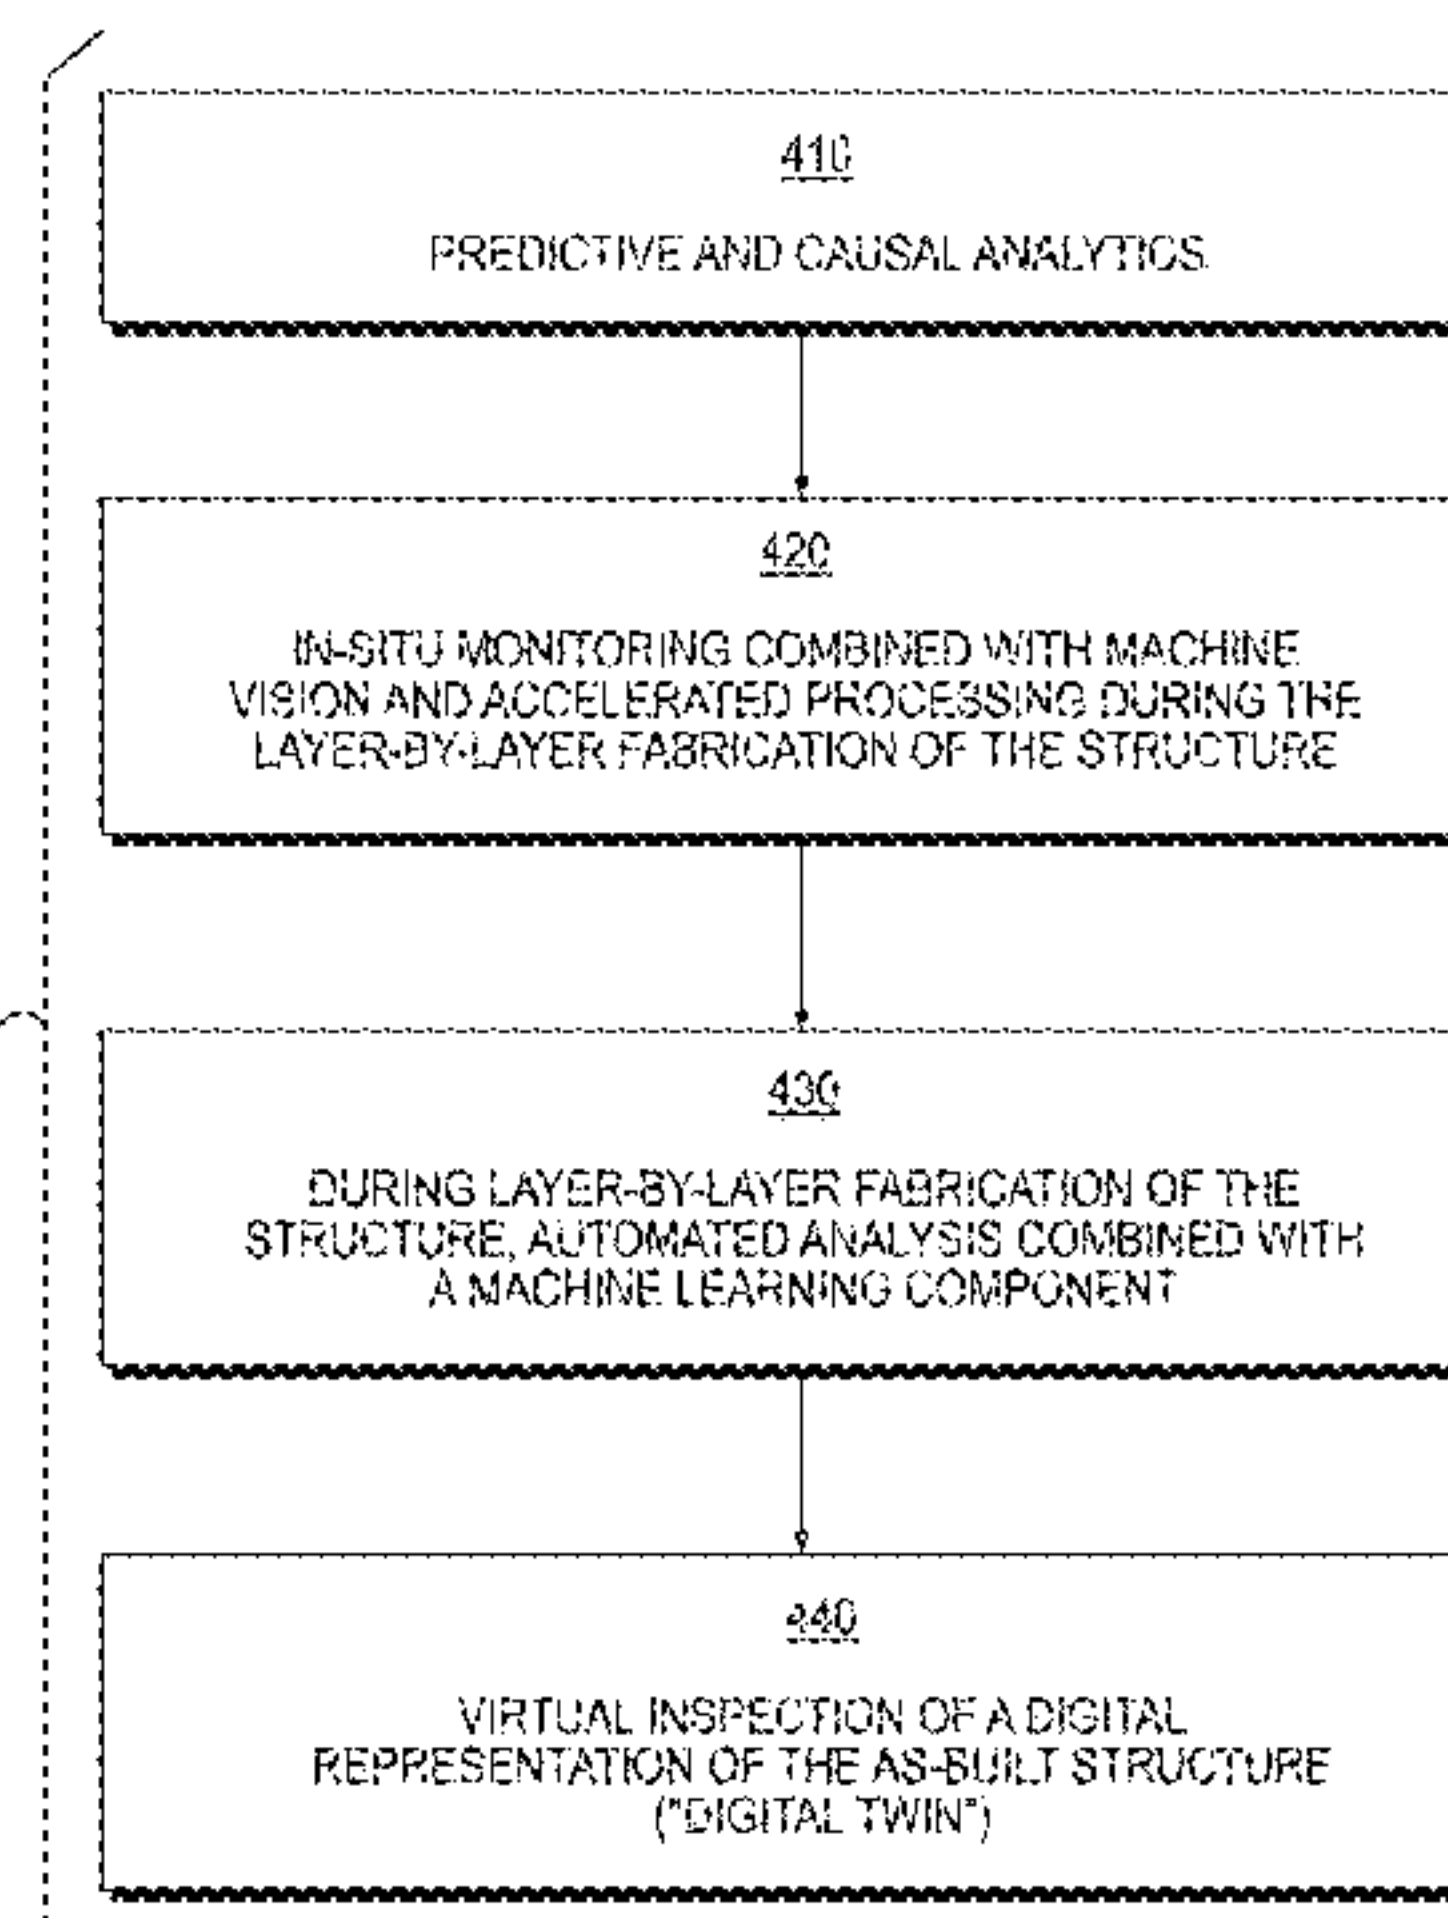 410
PREDICTIVE AND CAUSAL ANALYTICS
420
IN-SITU MONITORING COMBINED WITH MACHINE
VISION AND ACCELERATED PROCESSING DURING THE
LAYER-BY-LAYER FABRICATION OF THE STRUCTURE
430
DURING LAYER-BY-LAYER FABRICATION OF THE
STRUCTURE, AUTOMATED ANALYSIS COMBINED WITH
A MACHINE LEARNING COMPONENT
440
VIRTUAL INSPECTION OF A DIGITAL
REPRESENTATION OF THE AS-BUILT STRUCTURE
("DIGITAL TWIN")